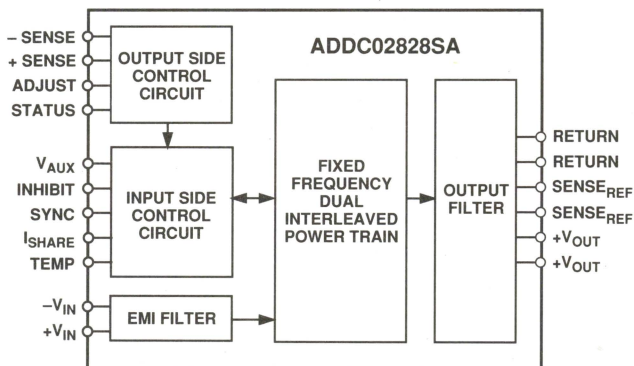 ADDC02828SA
– SENSE
+ SENSE
ADJUST
STATUS
OUTPUT SIDE
CONTROL
CIRCUIT
VAUX
INHIBIT
SYNC
ISHARE
TEMP
INPUT SIDE
CONTROL
CIRCUIT
–VIN
+VIN
EMI FILTER
FIXED
FREQUENCY
DUAL
INTERLEAVED
POWER TRAIN
OUTPUT
FILTER
RETURN
RETURN
SENSEREF
SENSEREF
+VOUT
+VOUT